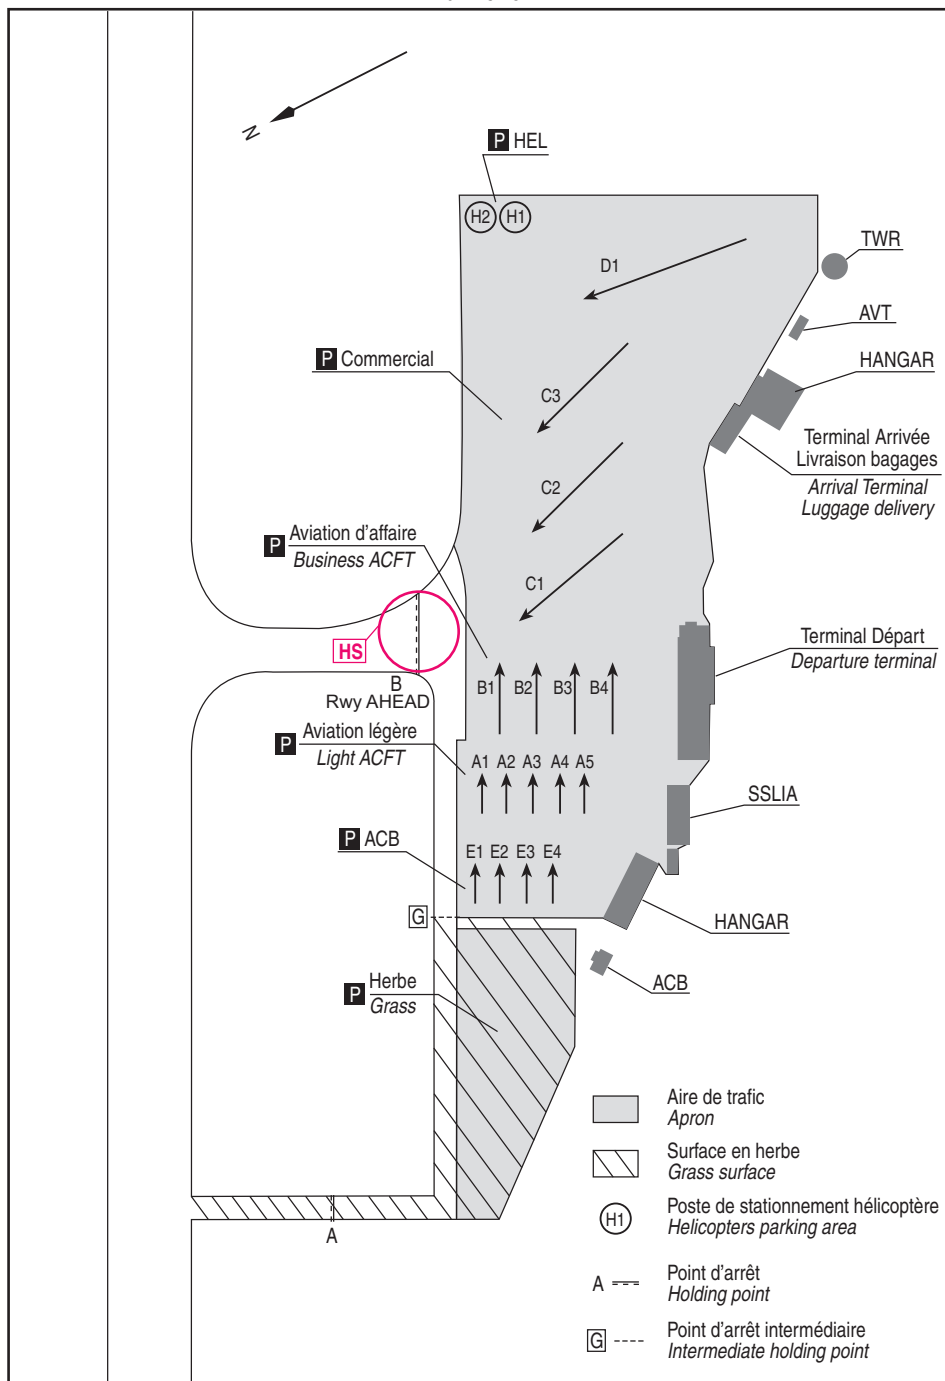 N
P HEL
H2 H1
TWR
D1
AVT
P Commercial
HANGAR
C3
Terminal Arrivée
Livraison bagages
Arrival Terminal
Luggage delivery
C2
P Aviation d'affaire
Business ACFT
C1
HS
Terminal Départ
Departure terminal
B
Rwy AHEAD
B1 B2 B3 B4
P Aviation légère
Light ACFT
A1 A2 A3 A4 A5
SSLIA
P ACB
E1 E2 E3 E4
G
HANGAR
ACB
P Herbe
Grass
Aire de trafic
Apron
Surface en herbe
Grass surface
H1 Poste de stationnement hélicoptère
Helicopters parking area
A
A Point d'arrêt
Holding point
G Point d'arrêt intermédiaire
Intermediate holding point